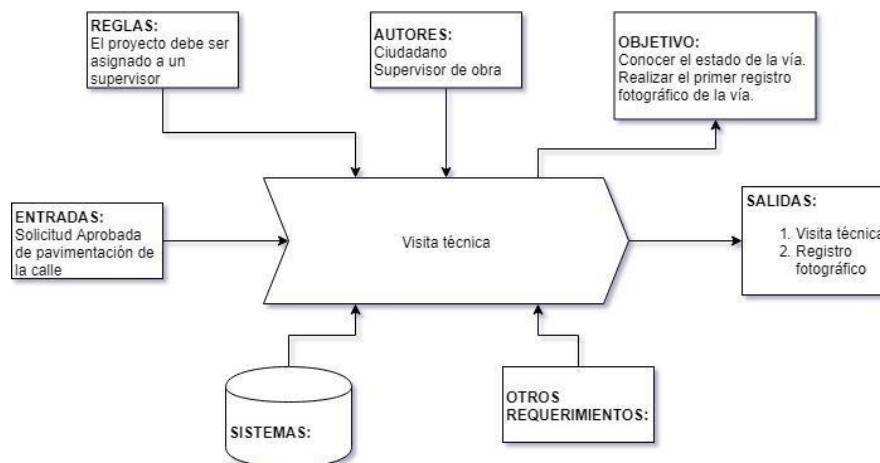 REGLAS:
El proyecto debe ser
asignado a un
supervisor
AUTORES:
Ciudadano
Supervisor de obra
OBJETIVO:
Conocer el estado de la vía.
Realizar el primer registro
fotográfico de la vía.
ENTRADAS:
Solicitud Aprobada
de pavimentación de
la calle
Visita técnica
SALIDAS:
1. Visita técnica
2. Registro
fotográfico
SISTEMAS:
OTROS
REQUERIMIENTOS: